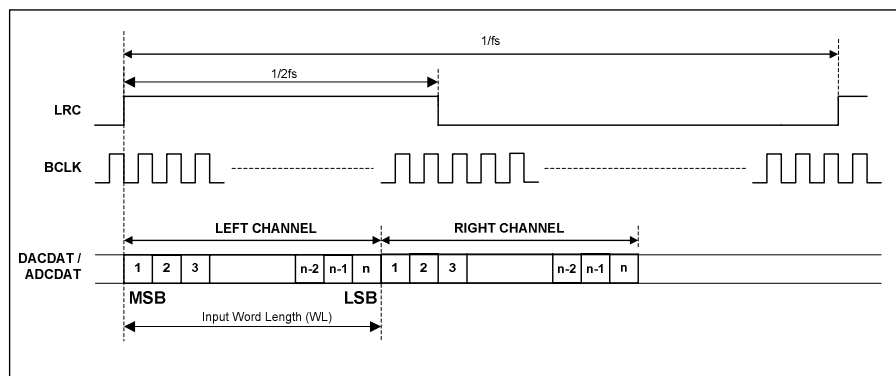 1/fs
1/2fs
LRC
BCLK
LEFT CHANNEL RIGHT CHANNEL
DACDAT /
ADCDAT
1 2 3 n-2 n-1 n 1 2 3 n-2 n-1 n
MSB LSB
Input Word Length (WL)